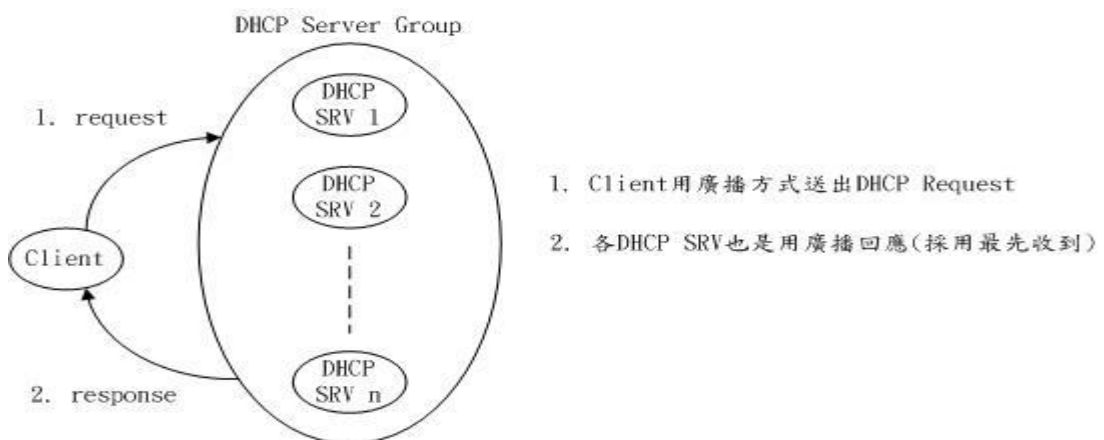 DHCP Server Group
1. request
DHCP
SRV 1
DHCP
SRV 2
Client
DHCP
SRV n
2. response
1. Client用廣播方式送出DHCP Request
2. 各DHCP SRV也是用廣播回應(採用最先收到)